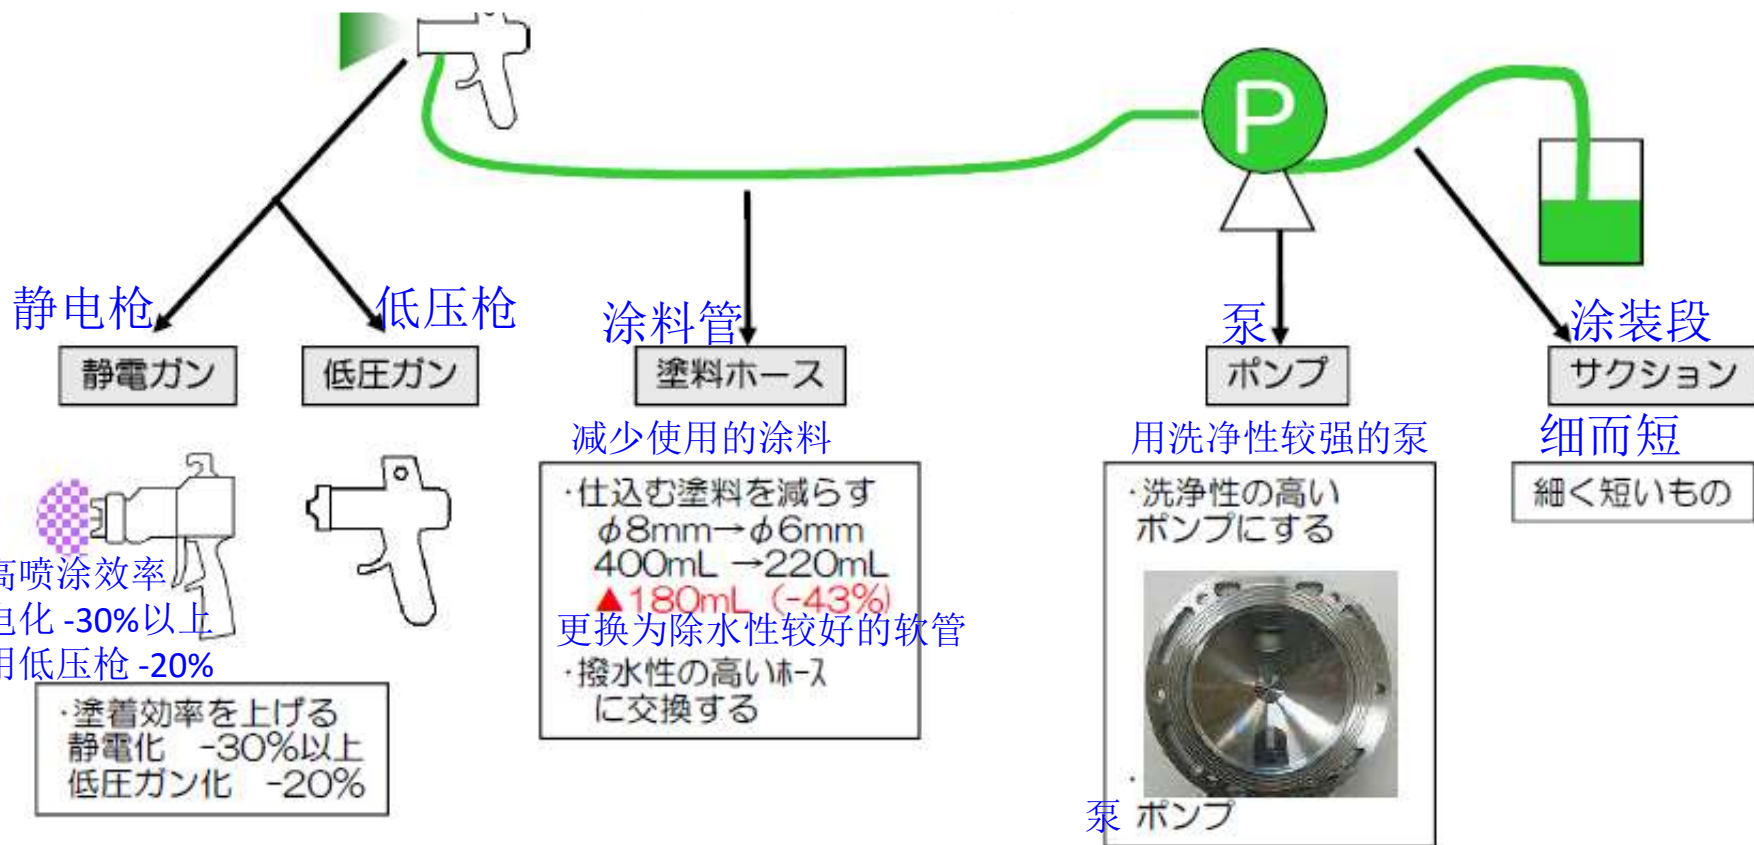 P
静电枪
低压枪
涂料管
泵
涂装段
静電ガン
低圧ガン
塗料ホース
ポンプ
サクション
减少使用的涂料
用洗净性较强的泵
细而短
・仕込む塗料を減らす
φ8mm→φ6mm
400mL →220mL
▲180mL (-43%)
更换为除水性较好的软管
・撥水性の高いﾎｰｽ
に交換する
・洗浄性の高い
ポンプにする
細く短いもの
高喷涂效率
电化 -30%以上
用低压枪 -20%
・塗着効率を上げる
静電化 -30%以上
低圧ガン化 -20%
・
泵 ポンプ